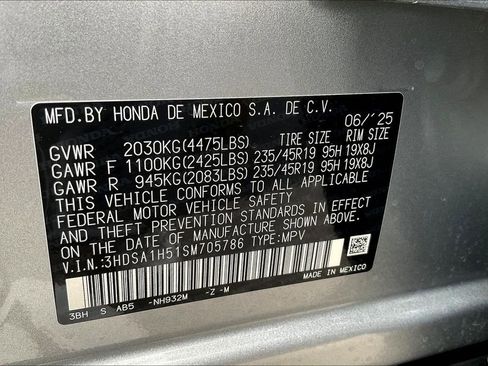 MFD.BY HONDA DE MEXICO S.A. DE C.V. 06/'25
GVWR 2030KG(4475LBS) TIRE SIZE RIM SIZE
GAWR F 1100KG(2425LBS) 235/45R19 95H 19X8J
GAWR R 945KG(2083LBS) 235/45R19 95H 19X8J
THIS VEHICLE CONFORMS TO ALL APPLICABLE
FEDERAL MOTOR VEHICLE SAFETY, BUMPER,
AND THEFT PREVENTION STANDARDS IN EFFECT
ON THE DATE OF MANUFACTURE SHOWN ABOVE.
V.I.N.:3HDSA1H51SM705786 TYPE:MPV
3BH S AB5 -NH932M -Z -M
MADE IN MEXICO